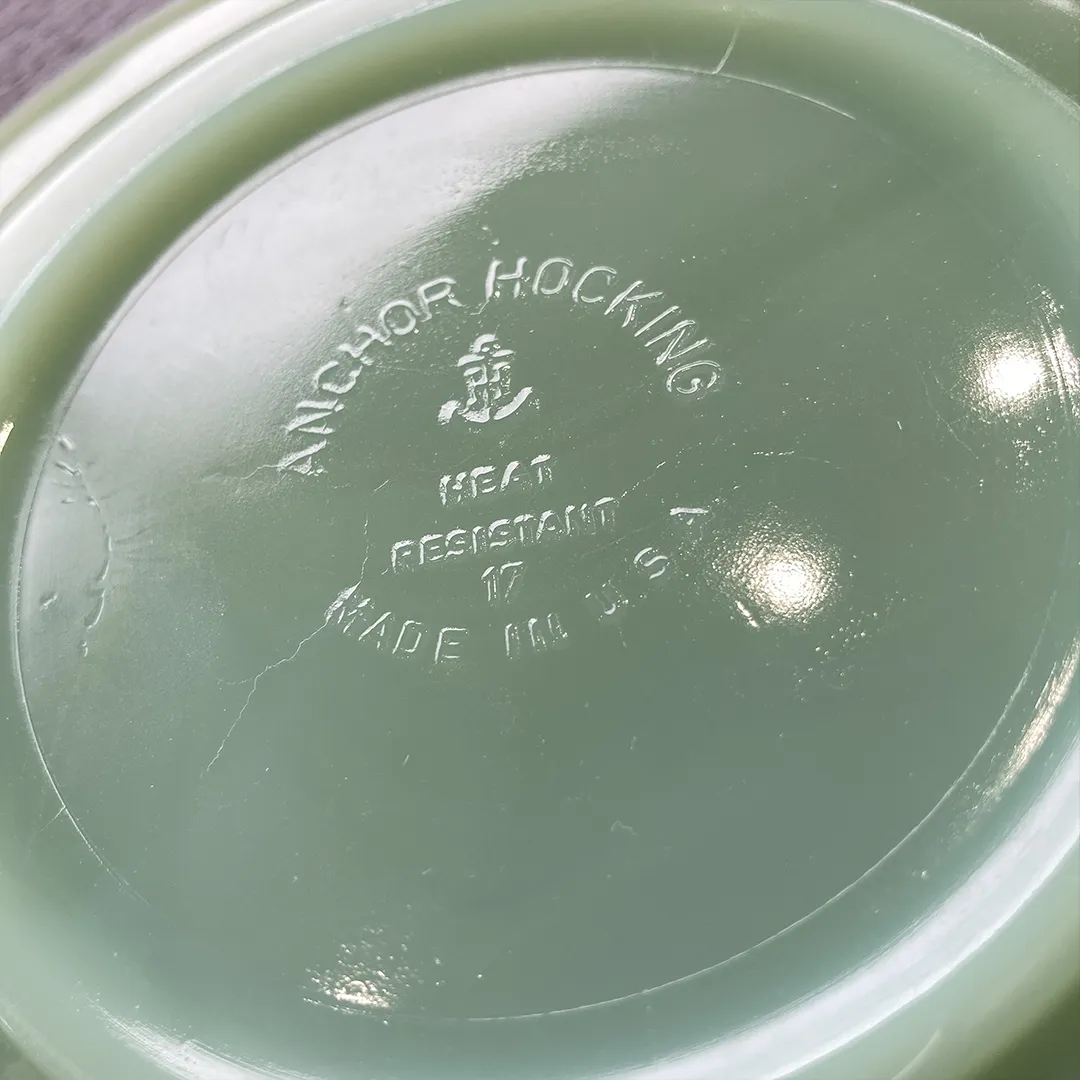 ANCHOR HOCKING
H
HEAT
RESISTANT
17
MADE IN U S A